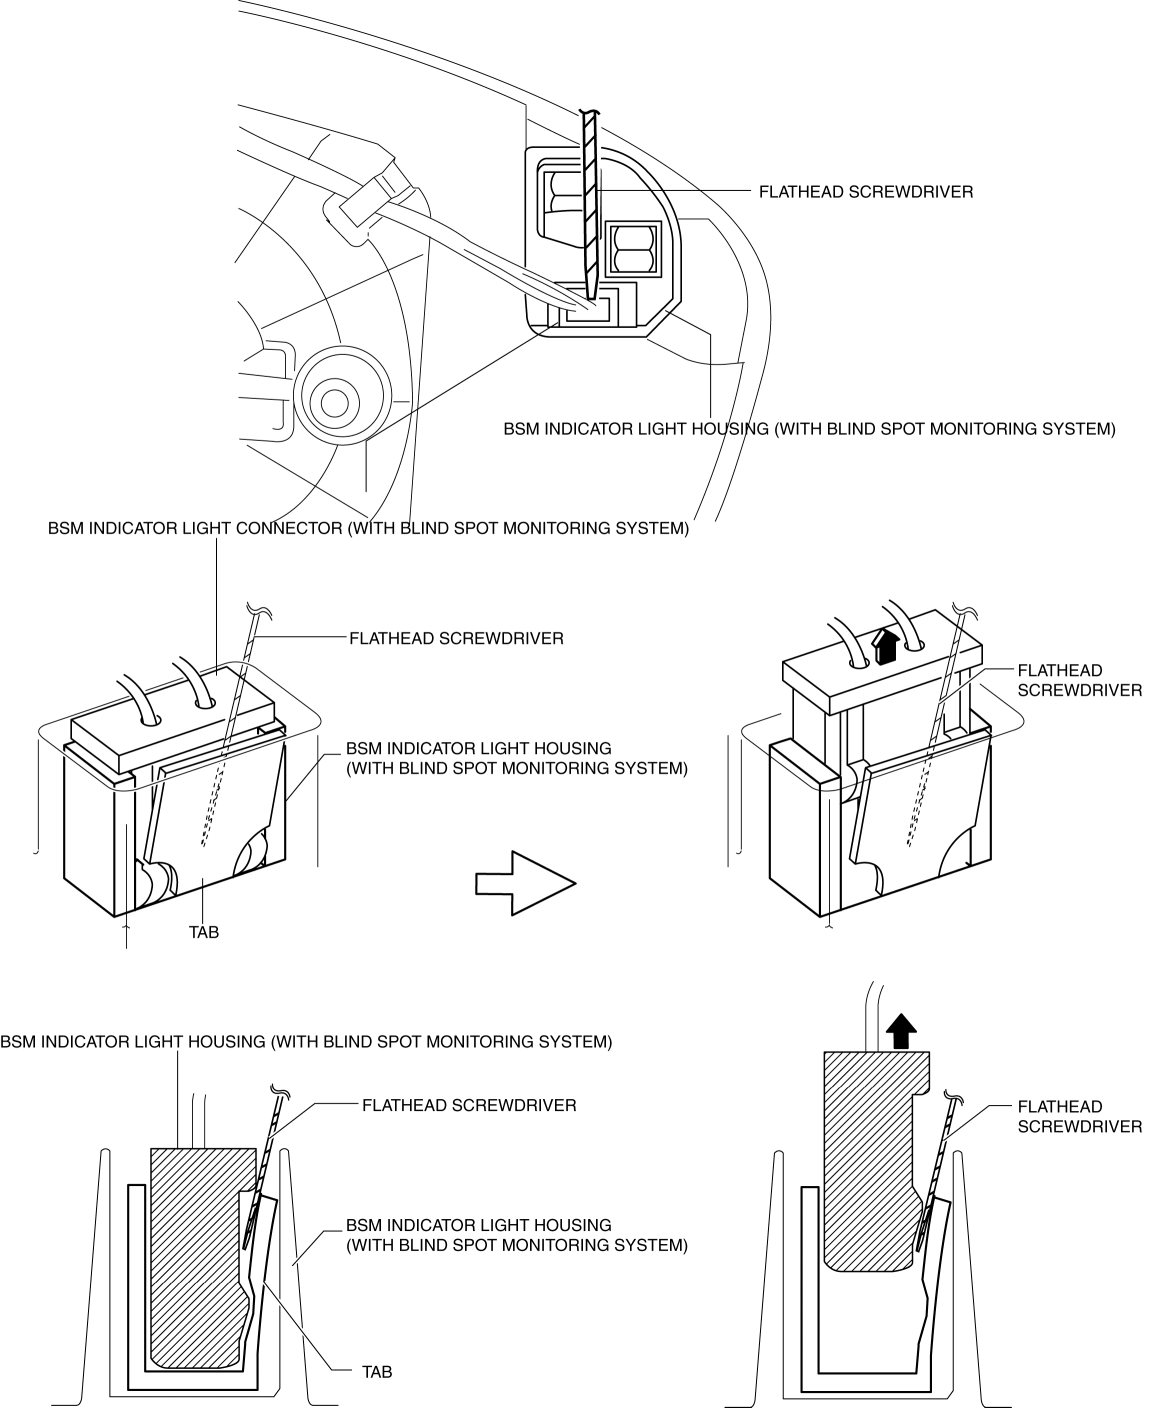 FLATHEAD SCREWDRIVER
BSM INDICATOR LIGHT HOUSING (WITH BLIND SPOT MONITORING SYSTEM)
BSM INDICATOR LIGHT CONNECTOR (WITH BLIND SPOT MONITORING SYSTEM)
FLATHEAD SCREWDRIVER
FLATHEAD
SCREWDRIVER
BSM INDICATOR LIGHT HOUSING
(WITH BLIND SPOT MONITORING SYSTEM)
TAB
BSM INDICATOR LIGHT HOUSING (WITH BLIND SPOT MONITORING SYSTEM)
FLATHEAD SCREWDRIVER
FLATHEAD
SCREWDRIVER
BSM INDICATOR LIGHT HOUSING
(WITH BLIND SPOT MONITORING SYSTEM)
TAB